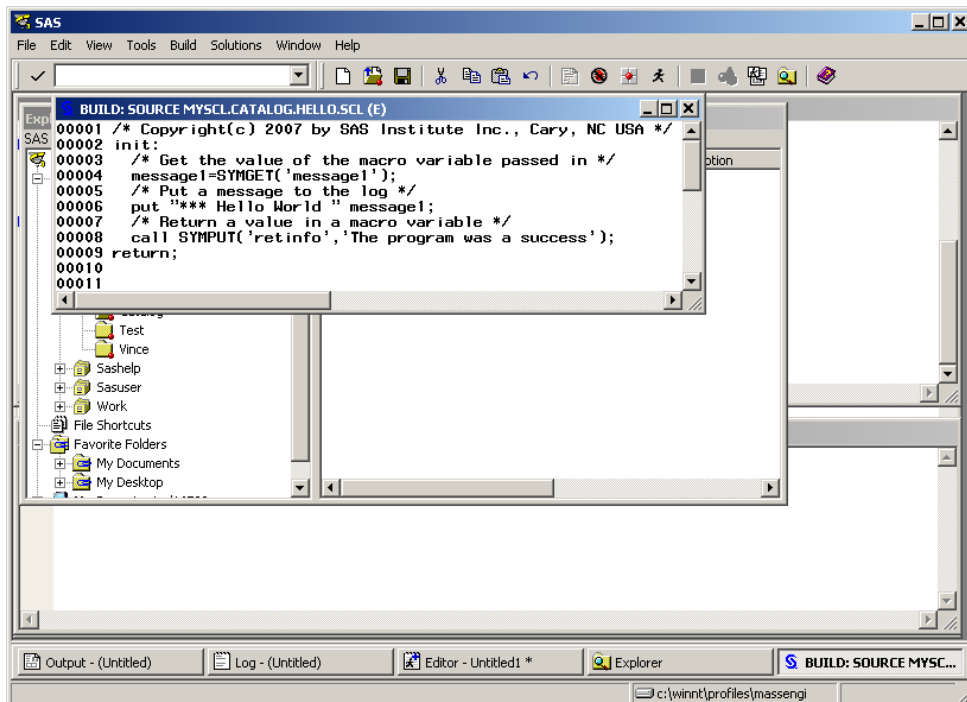 SAS
File Edit View Tools Build Solutions Window Help
BUILD: SOURCE MYSCL.CATALOG.HELLO.SCL (E)
00001 /* Copyright(c) 2007 by SAS Institute Inc., Cary, NC USA */
00002 init:
00003 /* Get the value of the macro variable passed in */
00004 message1=SYMGET('message1');
00005 /* Put a message to the log */
00006 put "*** Hello World " message1;
00007 /* Return a value in a macro variable */
00008 call SYMPUT('retinfo','The program was a success');
00009 return;
00010
00011
Expl
SAS
ption
Test
Vince
Sashelp
Sasuser
Work
File Shortcuts
Favorite Folders
My Documents
My Desktop
Output - (Untitled) Log - (Untitled) Editor - Untitled1 * Explorer BUILD: SOURCE MYSC...
c:\winnt\profiles\massengi